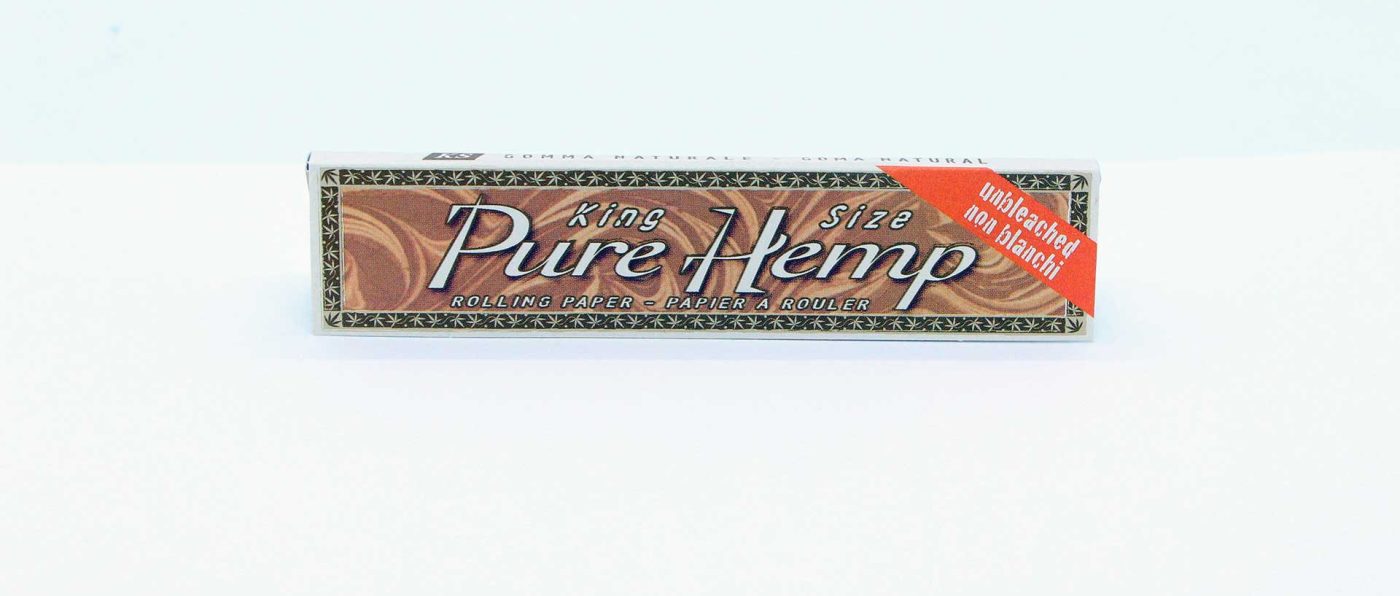 KS GOMMA NATURALE - GOMA NATURAL
King Size
Pure Hemp
ROLLING PAPER - PAPIER A ROULER
unbleached
non blanchi